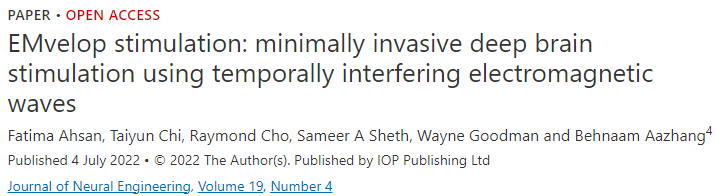 PAPER • OPEN ACCESS
EMvelop stimulation: minimally invasive deep brain
stimulation using temporally interfering electromagnetic
waves
Fatima Ahsan, Taiyun Chi, Raymond Cho, Sameer A Sheth, Wayne Goodman and Behnaam Aazhang4
Published 4 July 2022 • © 2022 The Author(s). Published by IOP Publishing Ltd
Journal of Neural Engineering, Volume 19, Number 4